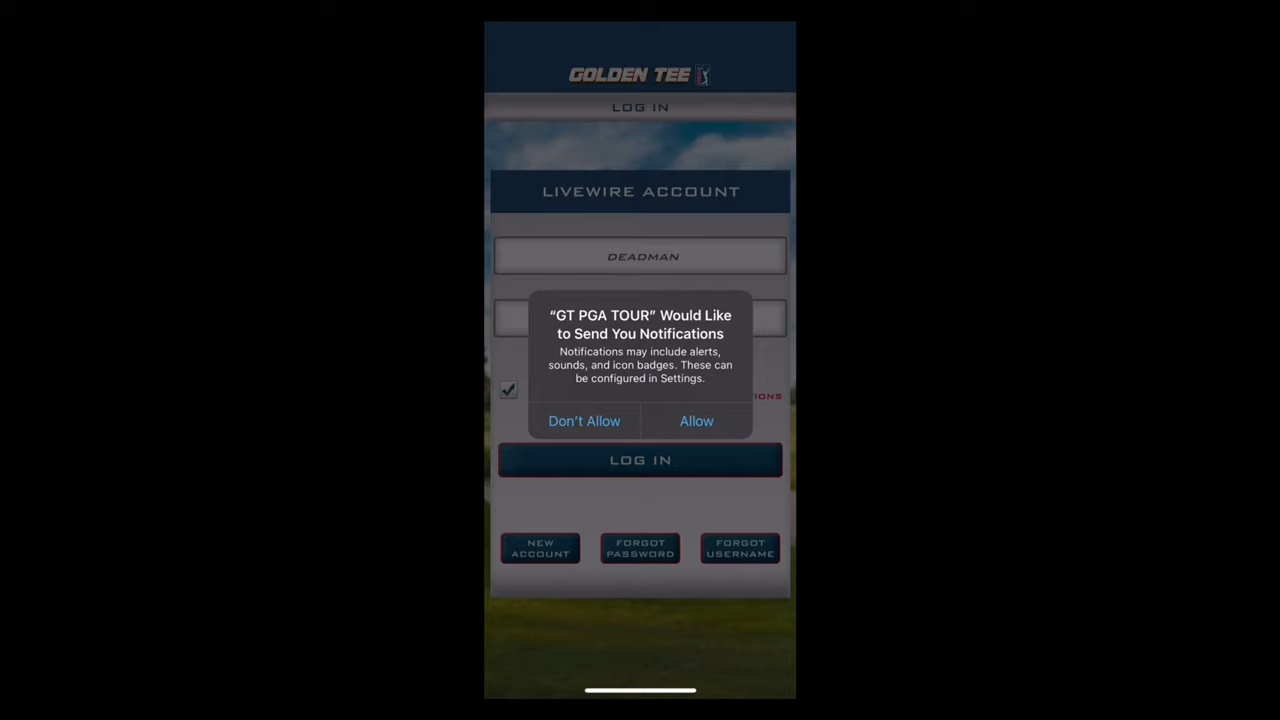 GOLDEN TEE
LOG IN
LIVEWIRE ACCOUNT
DEADMAN
“GT PGA TOUR” Would Like
to Send You Notifications
Notifications may include alerts,
sounds, and icon badges. These can
be configured in Settings.
IONS
Don’t Allow
Allow
LOG IN
NEW
ACCOUNT
FORGOT
PASSWORD
FORGOT
USERNAME